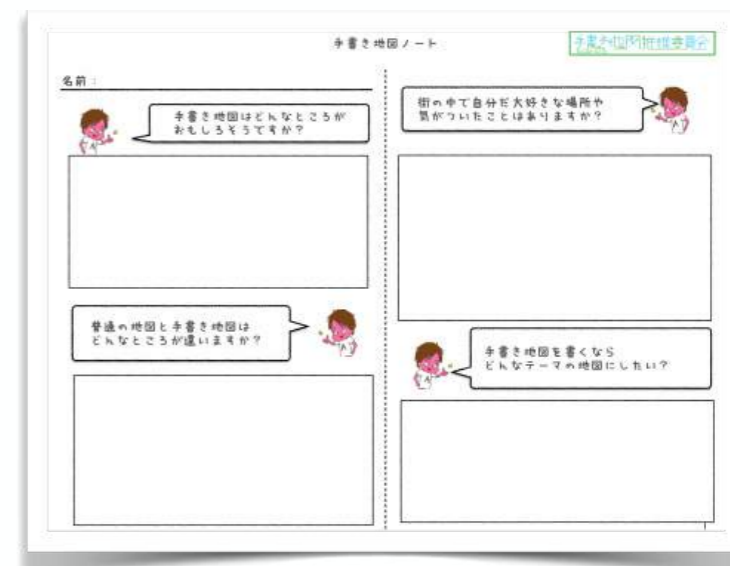 手書き地図ノート
手書き地図推進委員会
名前：
手書き地図はどんなところが
おもしろそうですか？
普通の地図と手書き地図は
どんなところが違いますか？
街の中で自分だ大好きな場所や
気がついたことはありますか？
手書き地図を書くなら
どんなテーマの地図にしたい？